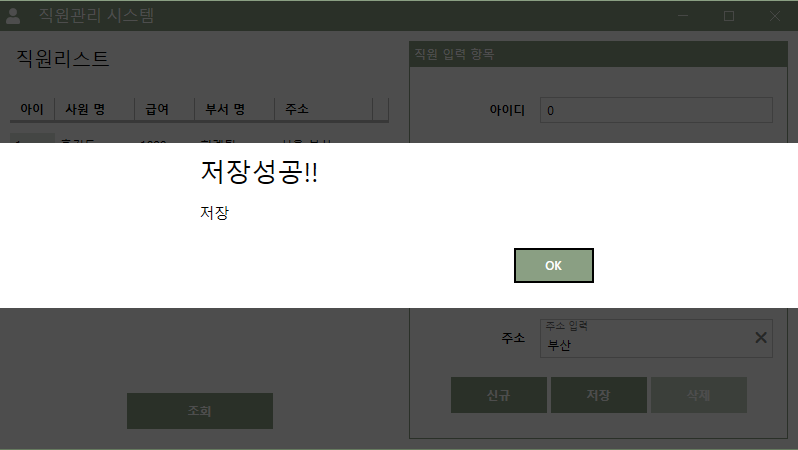 직원관리 시스템
직원리스트
아이 사원 명 급여 부서 명 주소
직원 입력 항목
아이디 0
저장성공!!
저장
OK
주소 입력
주소 부산
신규 저장 삭제
조회